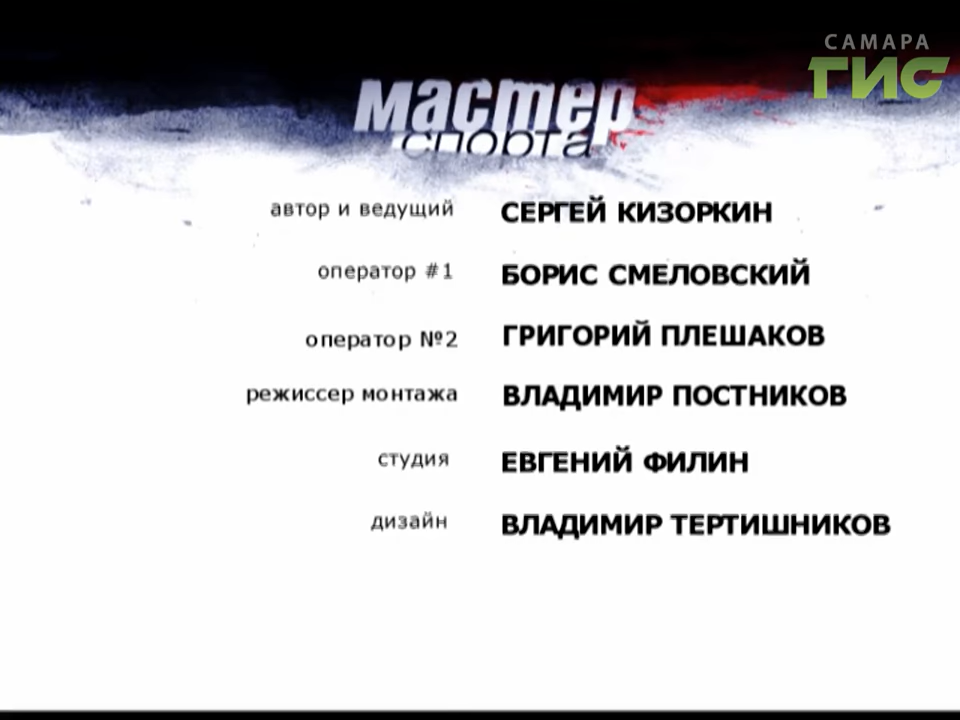 САМАРА
ГИС
мастер
спорта
автор и ведущий СЕРГЕЙ КИЗОРКИН
оператор #1 БОРИС СМЕЛОВСКИЙ
оператор №2 ГРИГОРИЙ ПЛЕШАКОВ
режиссер монтажа ВЛАДИМИР ПОСТНИКОВ
студия ЕВГЕНИЙ ФИЛИН
дизайн ВЛАДИМИР ТЕРТИШНИКОВ